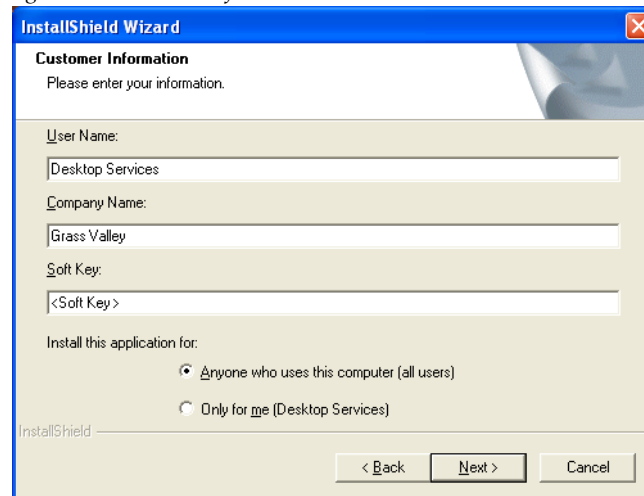 InstallShield Wizard
Customer Information
Please enter your information.
User Name:
Desktop Services
Company Name:
Grass Valley
Soft Key:
<Soft Key>
Install this application for:
Anyone who uses this computer (all users)
Only for me (Desktop Services)
InstallShield
< Back Next > Cancel